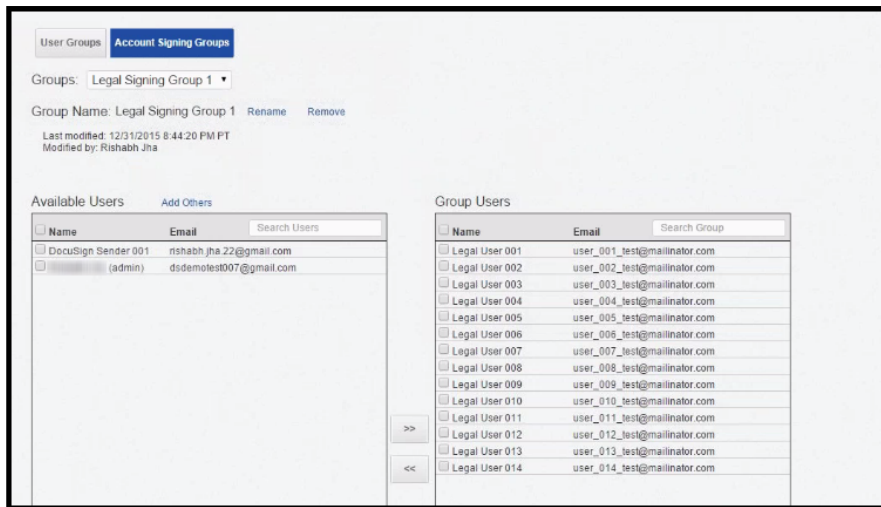 User Groups Account Signing Groups
Groups: Legal Signing Group 1
Group Name: Legal Signing Group 1 Rename Remove
Last modified: 12/31/2015 8:44:20 PM PT
Modified by: Rishabh Jha
Available Users Add Others
Name Email Search Users
DocuSign Sender 001 rishabh.jha.22@gmail.com
(admin) dsdemotest007@gmail.com
>>
<<
Group Users
Name Email Search Group
Legal User 001 user_001_test@mailinator.com
Legal User 002 user_002_test@mailinator.com
Legal User 003 user_003_test@mailinator.com
Legal User 004 user_004_test@mailinator.com
Legal User 005 user_005_test@mailinator.com
Legal User 006 user_006_test@mailinator.com
Legal User 007 user_007_test@mailinator.com
Legal User 008 user_008_test@mailinator.com
Legal User 009 user_009_test@mailinator.com
Legal User 010 user_010_test@mailinator.com
Legal User 011 user_011_test@mailinator.com
Legal User 012 user_012_test@mailinator.com
Legal User 013 user_013_test@mailinator.com
Legal User 014 user_014_test@mailinator.com